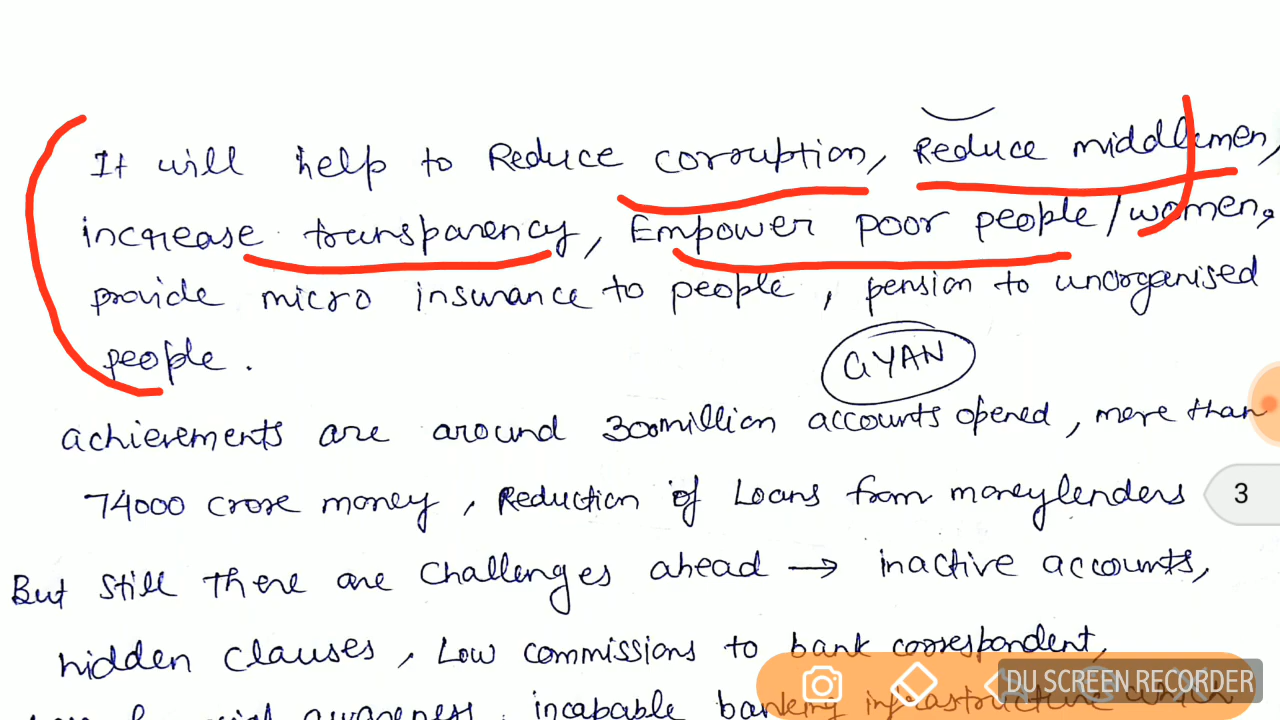 It will help to Reduce corruption, Reduce middlemen,
increase transparency, Empower poor people/women,
provide micro insurance to people, pension to unorganised
people.
GYAN
achievements are around 300million accounts opened, more than
74000 crore money, Reduction of Loans from moneylenders
3
But still there are challenges ahead → inactive accounts,
hidden clauses, Low commissions to bank correspondent,
DU SCREEN RECORDER
awareness, incapable banking infrastructure which